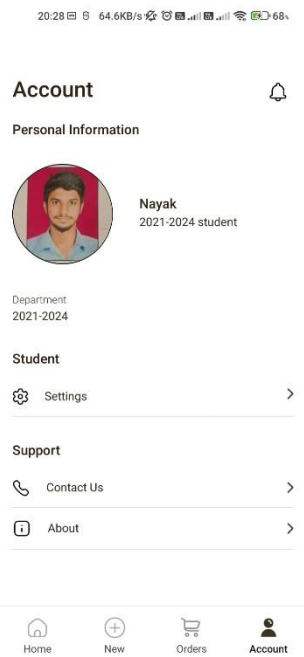 20:28 64.6KB/s 68%
Account
Personal Information
Nayak
2021-2024 student
Department
2021-2024
Student
Settings
Support
Contact Us
About
Home New Orders Account